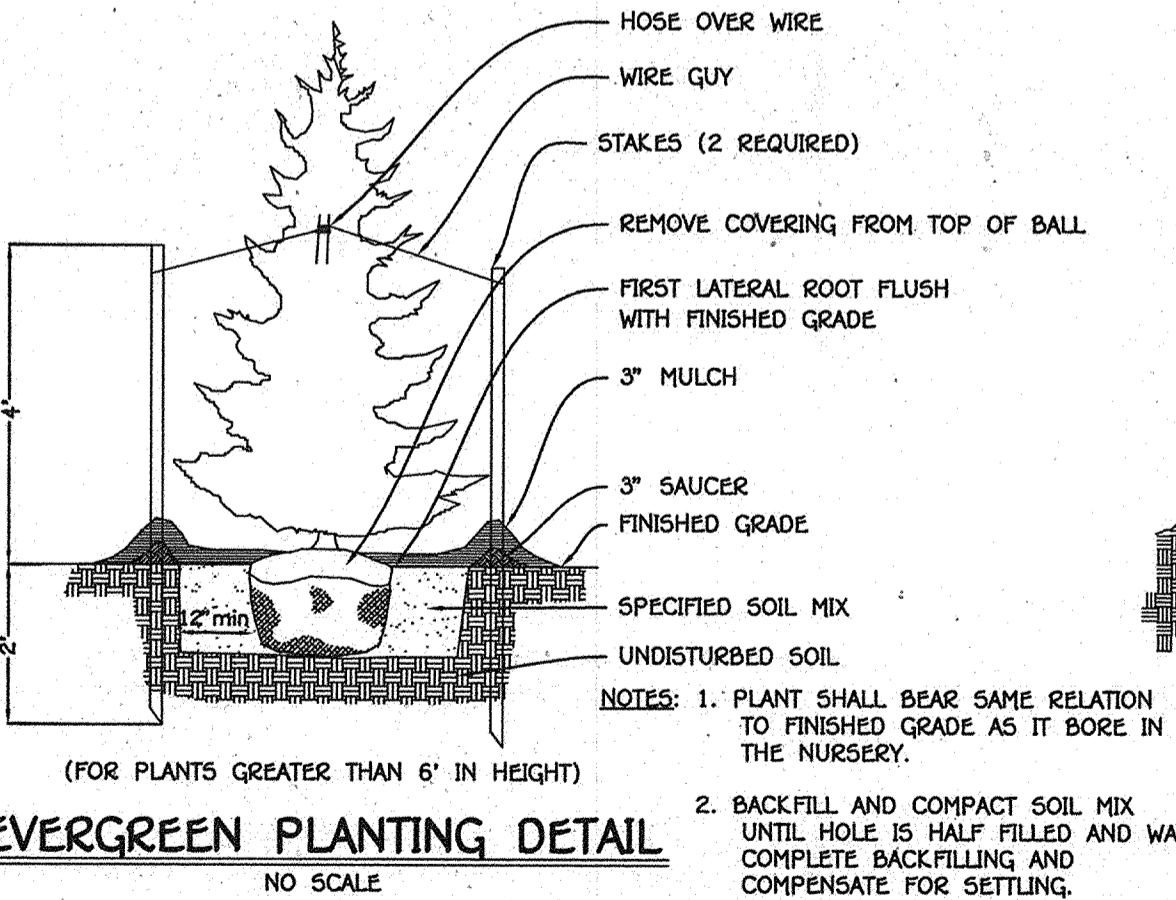 HOSE OVER WIRE
WIRE GUY
STAKES (2 REQUIRED)
REMOVE COVERING FROM TOP OF BALL
FIRST LATERAL ROOT FLUSH
WITH FINISHED GRADE
3" MULCH
4'
3" SAUCER
FINISHED GRADE
12" min
SPECIFIED SOIL MIX
2'
UNDISTURBED SOIL
NOTES: 1. PLANT SHALL BEAR SAME RELATION
TO FINISHED GRADE AS IT BORE IN
THE NURSERY.
(FOR PLANTS GREATER THAN 6' IN HEIGHT)
EVERGREEN PLANTING DETAIL
NO SCALE
2. BACKFILL AND COMPACT SOIL MIX
UNTIL HOLE IS HALF FILLED AND
COMPLETE BACKFILLING AND
COMPENSATE FOR SETTLING.